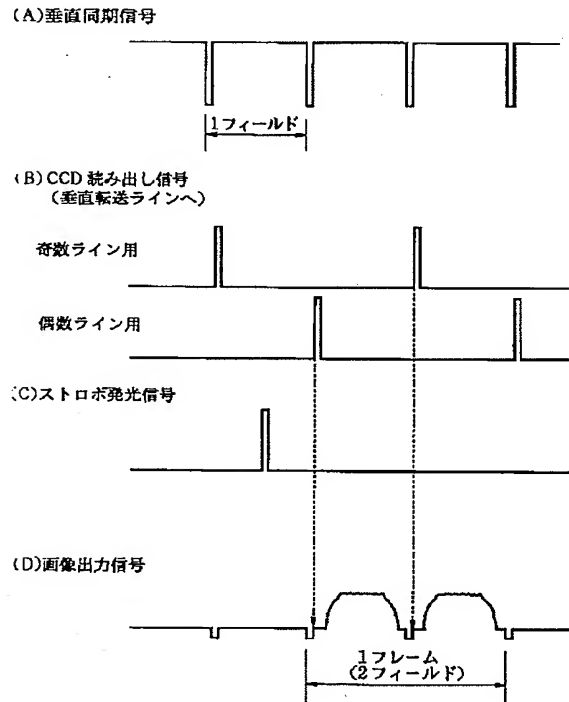 (A)垂直同期信号
1フィールド
(B)CCD 読み出し信号
(垂直転送ラインへ)
奇数ライン用
偶数ライン用
(C)ストロボ発光信号
(D)画像出力信号
1フレーム
(2フィールド)